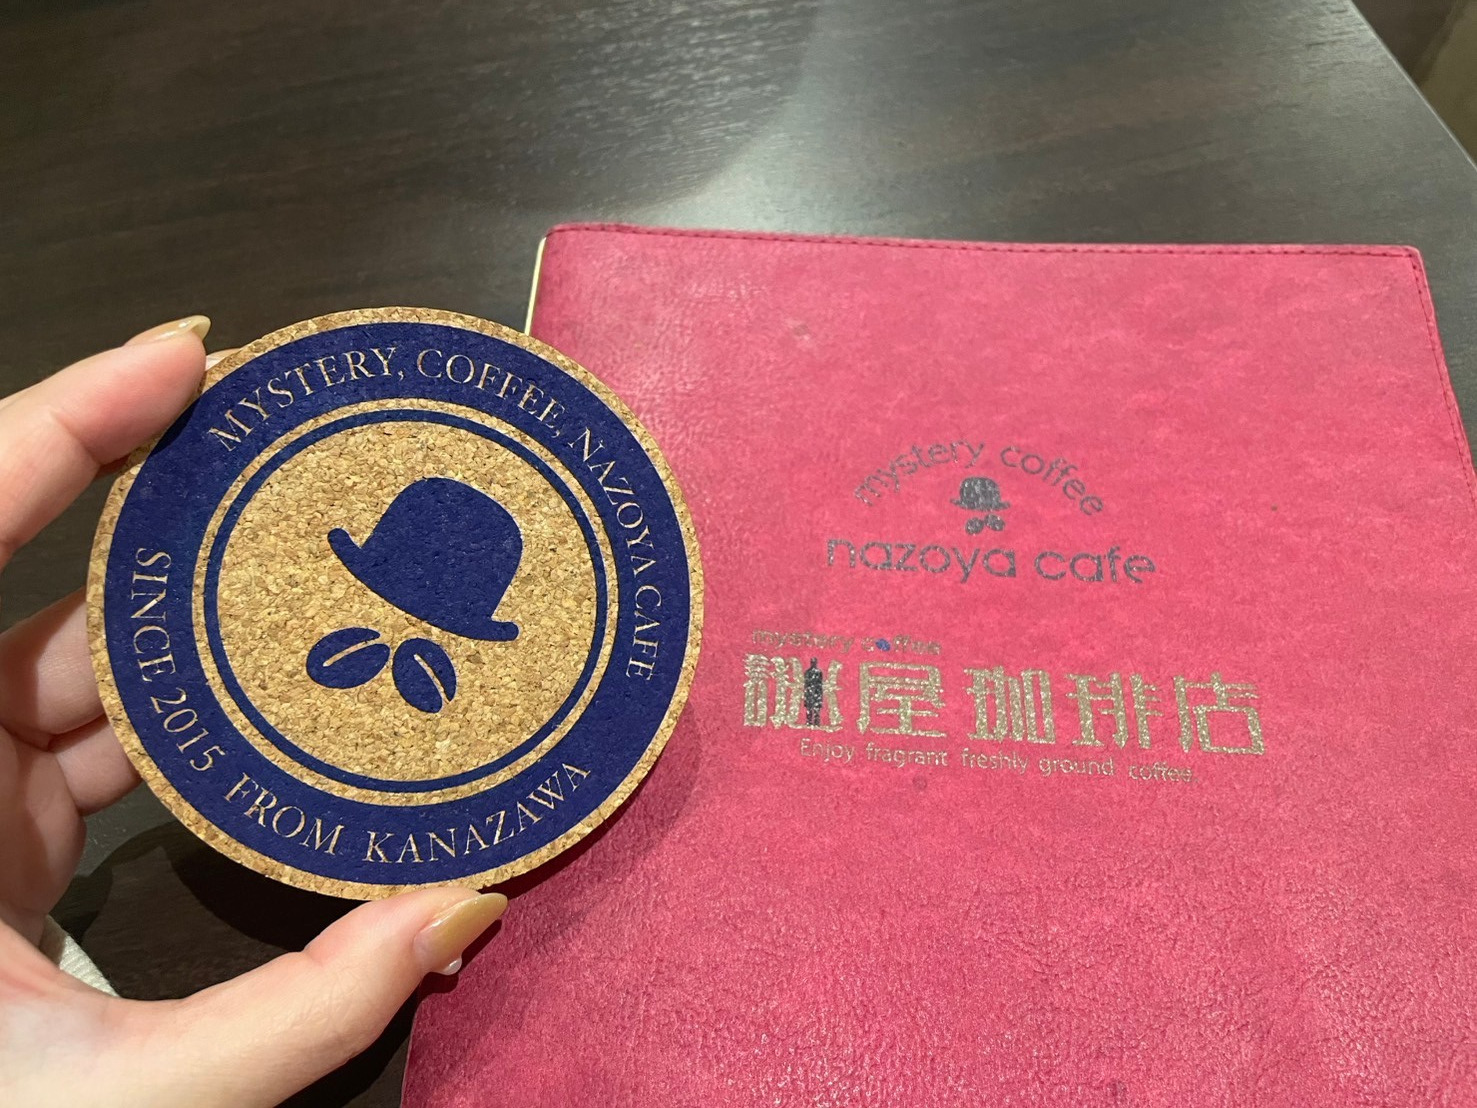 MYSTERY, COFFEE, NAZOYA CAFE
SINCE 2015 FROM KANAZAWA
mystery coffee
nazoya cafe
mystery coffee
謎屋珈琲店
Enjoy fragrant freshly ground coffee.